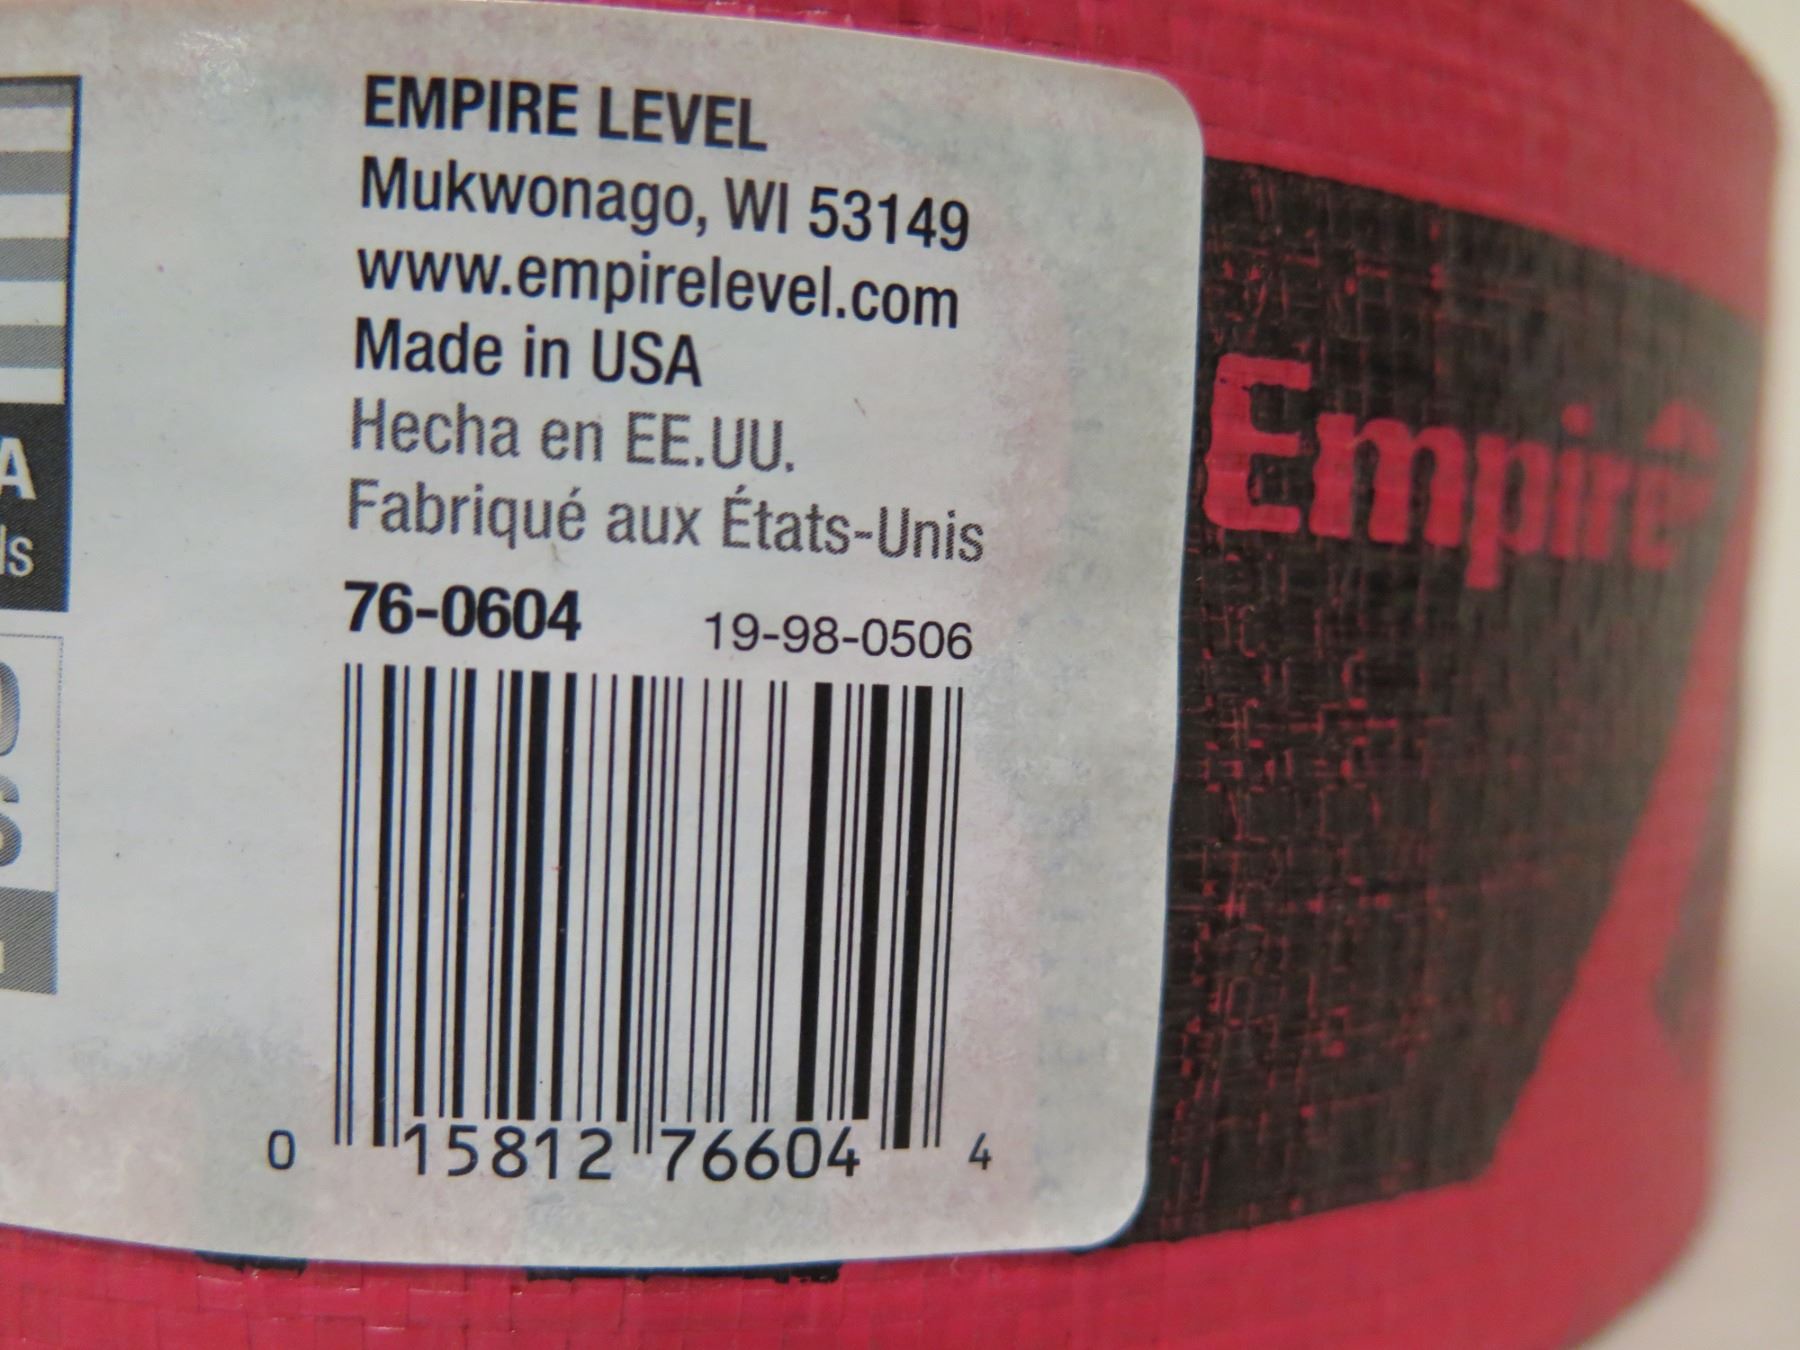 EMPIRE LEVEL
Mukwonago, WI 53149
www.empirelevel.com
Made in USA
Hecha en EE.UU.
Fabriqué aux États-Unis
76-0604 19-98-0506
0 15812 76604 4
Empire